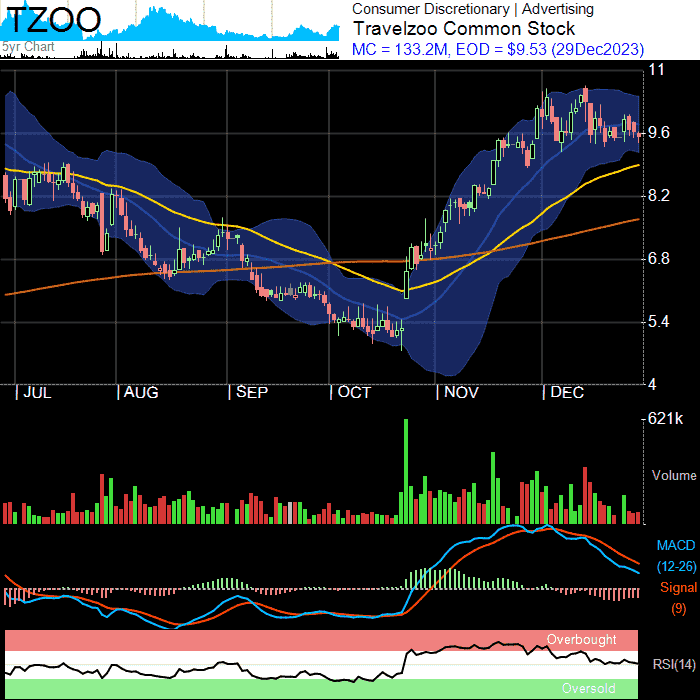 TZOO
5yr Chart
Consumer Discretionary | Advertising
Travelzoo Common Stock
MC = 133.2M, EOD = $9.53 (29Dec2023)
11
9.6
8.2
6.8
5.4
4
| JUL | AUG | SEP | OCT | NOV | DEC
621k
Volume
MACD
(12-26)
Signal
(9)
Overbought
RSI(14)
Oversold